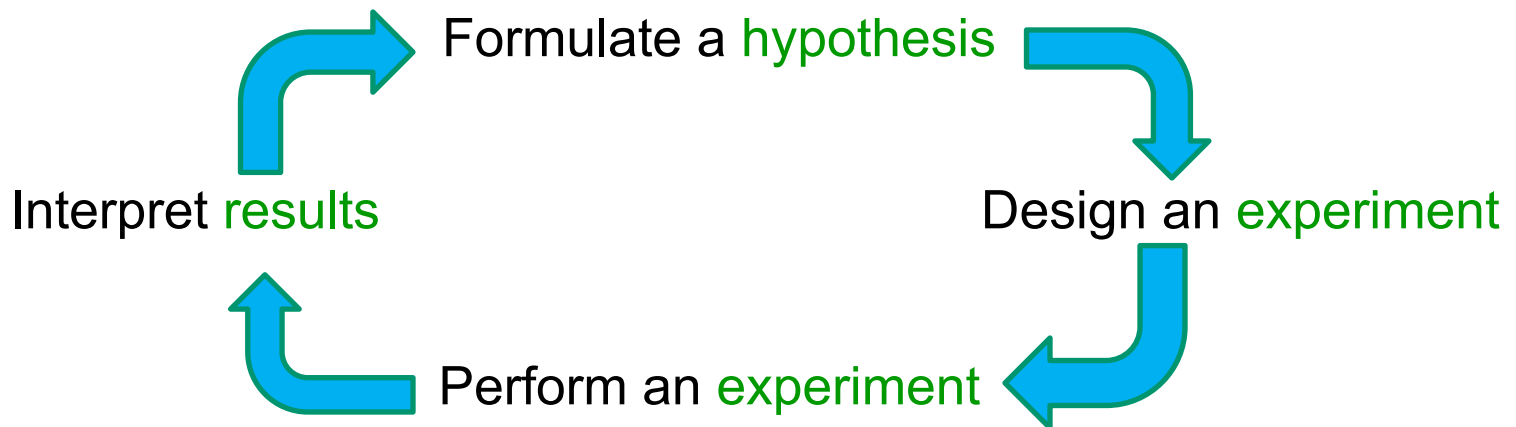 Formulate a hypothesis
Interpret results
Design an experiment
Perform an experiment